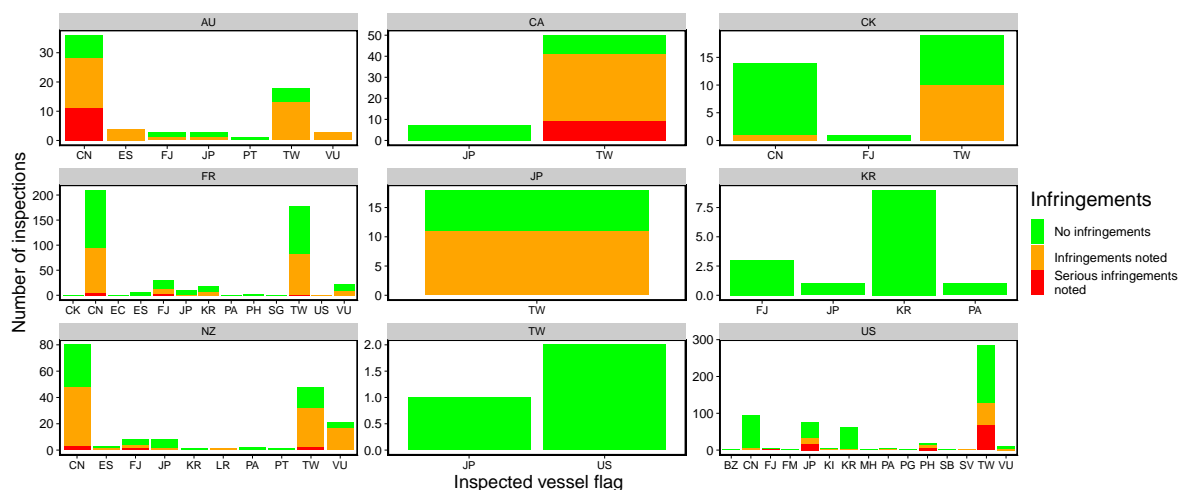 AU
CA
CK
30
20
10
0
CN ES FJ JP PT TW VU
50
40
30
20
10
0
JP TW
15
10
5
0
CN FJ TW
FR
JP
KR
200
150
100
50
0
CK CN EC ES FJ JP KR PA PH SG TW US VU
15
10
5
0
TW
7.5
5.0
2.5
0.0
FJ JP KR PA
NZ
TW
US
80
60
40
20
0
CN ES FJ JP KR LR PA PT TW VU
2.0
1.5
1.0
0.5
0.0
JP US
300
200
100
0
BZ CN FJ FM JP KI KR MH PA PG PH SB SV TW VU
Number of inspections
Inspected vessel flag
Infringements
No infringements
Infringements noted
Serious infringements
noted